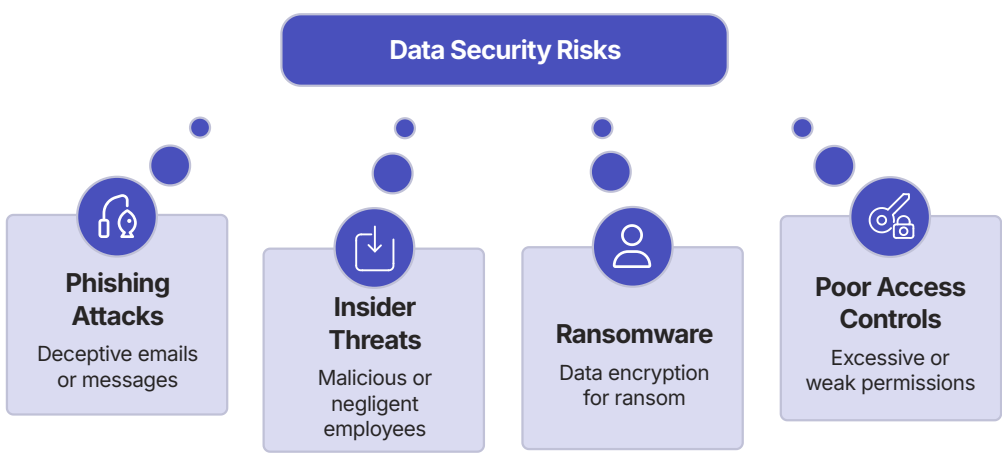 Data Security Risks
Phishing
Attacks
Deceptive emails
or messages
Insider
Threats
Malicious or
negligent
employees
Ransomware
Data encryption
for ransom
Poor Access
Controls
Excessive or
weak permissions